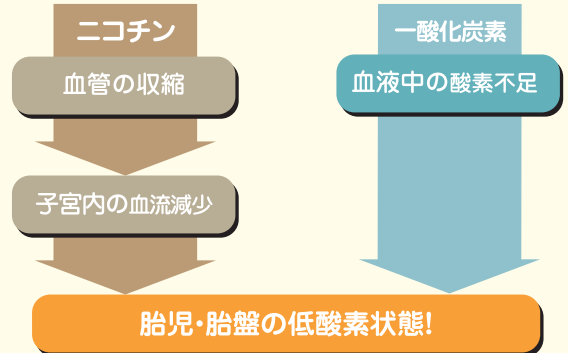 ニコチン
血管の収縮
子宮内の血流減少
一酸化炭素
血液中の酸素不足
胎児・胎盤の低酸素状態!